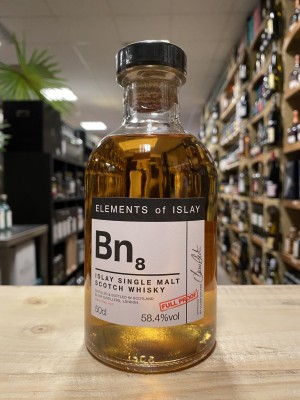 ELEMENTS of ISLAY
Bn8
ISLAY SINGLE MALT
SCOTCH WHISKY
FULL PROOF
50cl
58.4%vol